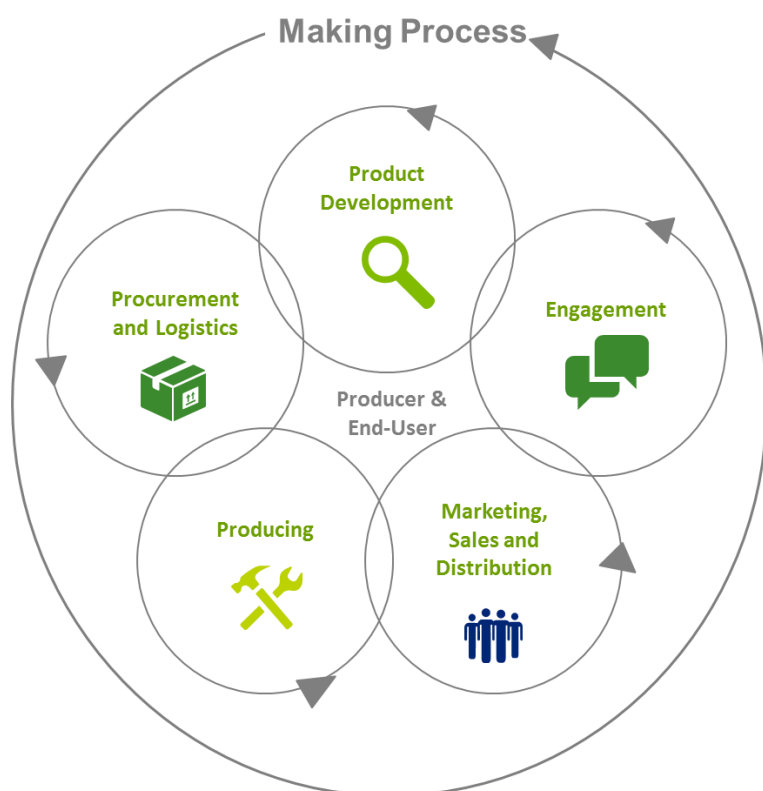 Making Process
Product
Development
Procurement
and Logistics
Engagement
Producer &
End-User
Producing
Marketing,
Sales and
Distribution